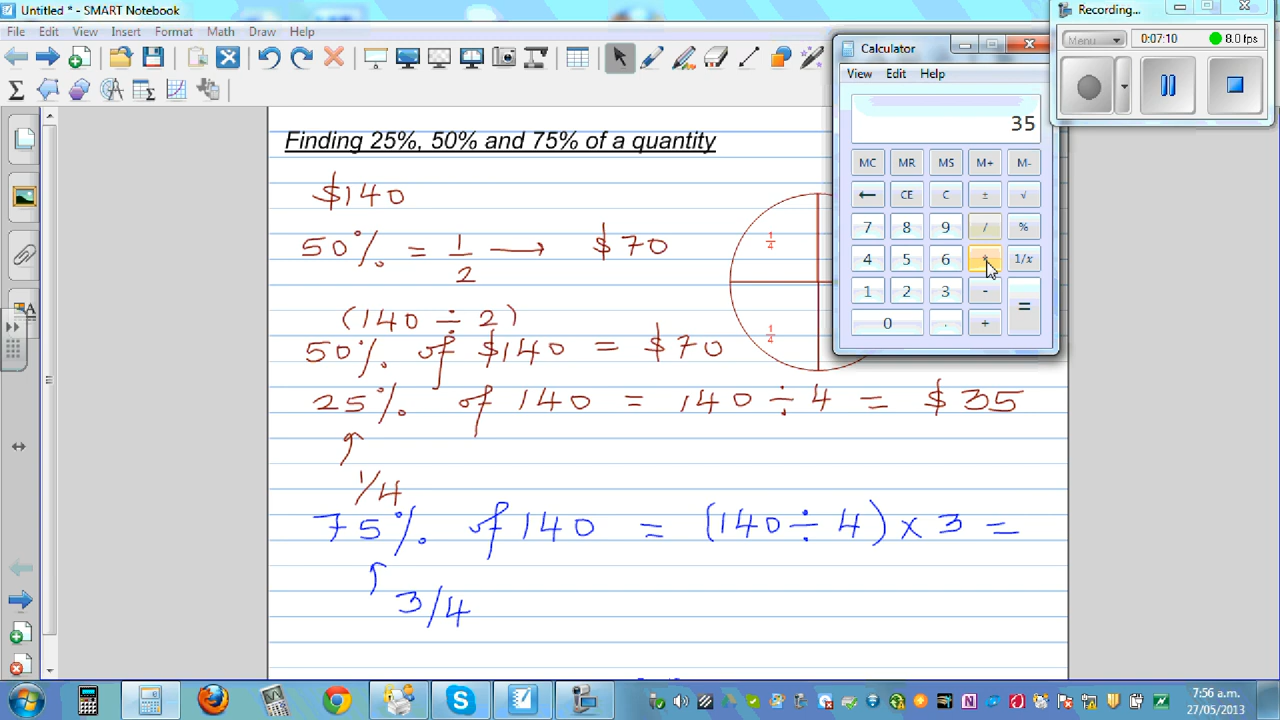 Untitled * - SMART Notebook
File Edit View Insert Format Math Draw Help
Recording...
Menu 0:07:10 8.0 fps
Calculator
View Edit Help
35
MC MR MS M+ M-
← CE C ± √
7 8 9 / %
4 5 6 * 1/x
1 2 3 - =
0 . +
Finding 25%, 50% and 75% of a quantity
$140
50% = 1/2 → $70
1/4
(140 ÷ 2)
50% of $140 = $70
1/4
25% of 140 = 140 ÷ 4 = $35
1/4
75% of 140 = (140 ÷ 4) x 3 =
3/4
7:56 a.m.
27/05/2013